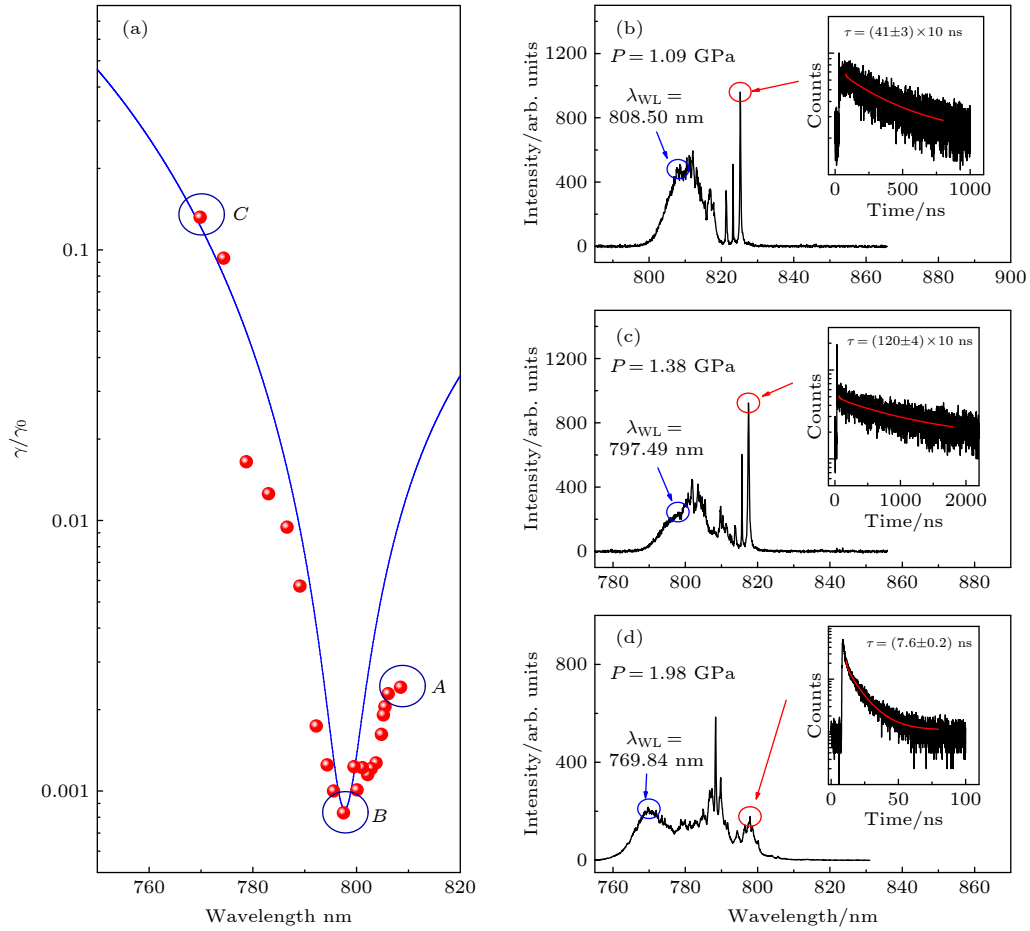 (a)
C
A
B
0.1
0.01
0.001
γ/γ0
760
780
800
820
Wavelength nm
(b)
P = 1.09 GPa
λWL =
808.50 nm
1200
800
400
0
Intensity/arb. units
800
820
840
860
880
900
τ = (41±3)×10 ns
Counts
0
500
1000
Time/ns
(c)
P = 1.38 GPa
λWL =
797.49 nm
1200
800
400
0
Intensity/arb. units
780
800
820
840
860
880
τ = (120±4)×10 ns
Counts
0
1000
2000
Time/ns
(d)
P = 1.98 GPa
λWL =
769.84 nm
800
400
200
0
Intensity/arb. units
760
780
800
820
840
860
Wavelength/nm
τ = (7.6±0.2) ns
Counts
0
50
100
Time/ns